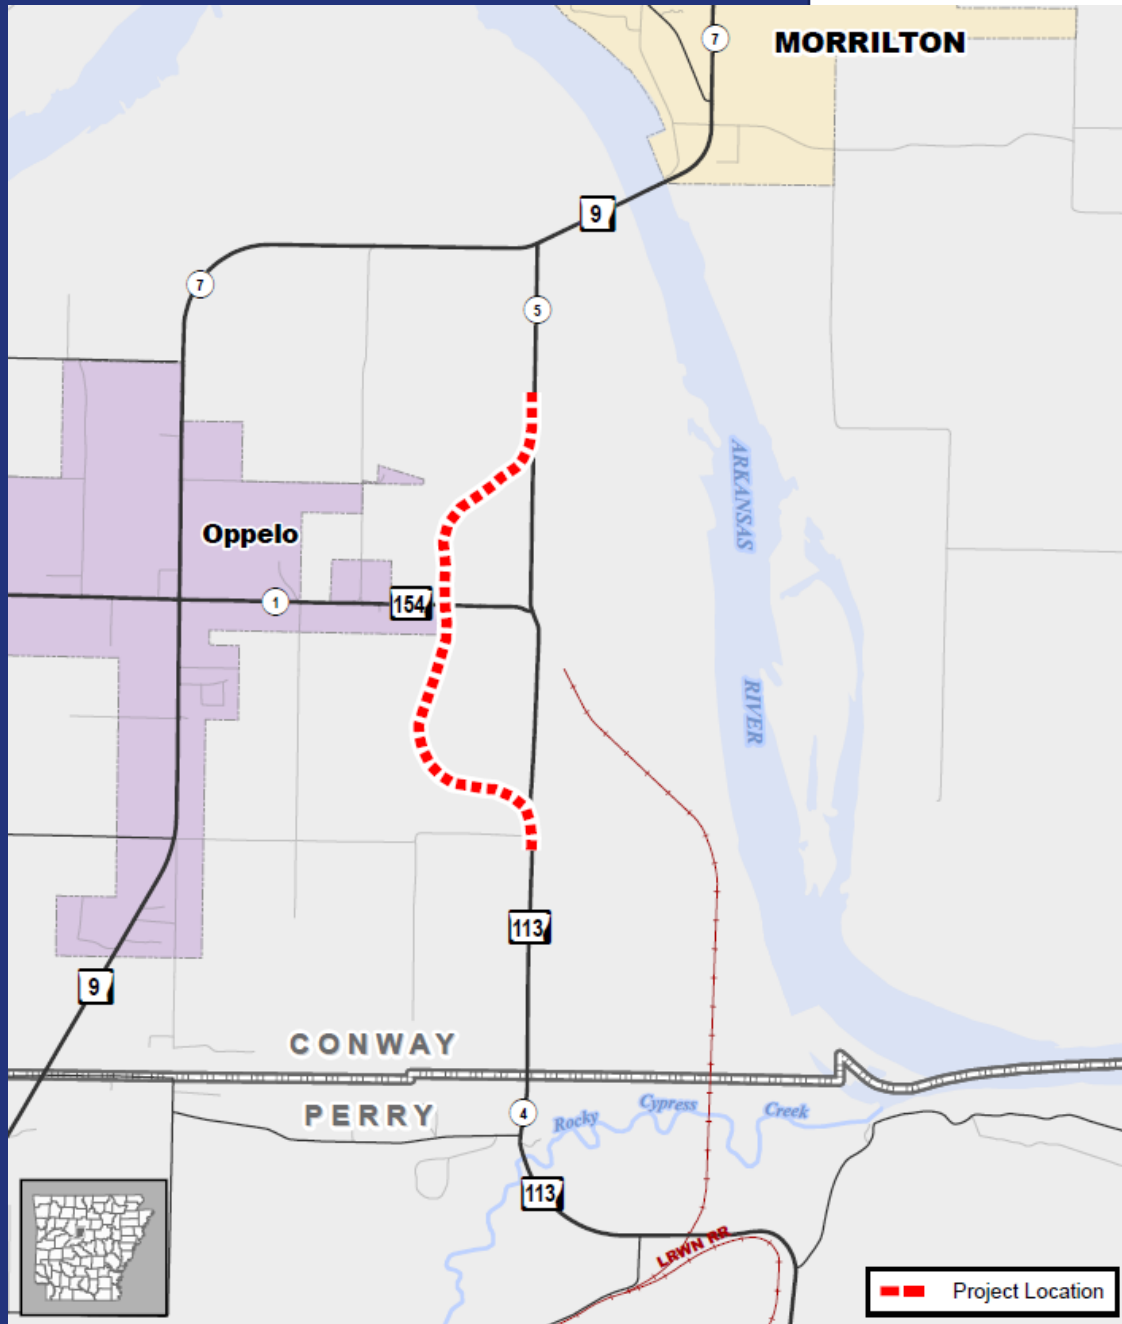 7
MORRILTON
9
7
5
ARKANSAS
Oppelo
1
154
RIVER
113
9
CONWAY
PERRY
4
Rocky
Cypress
Creek
113
LRWN RR
Project Location